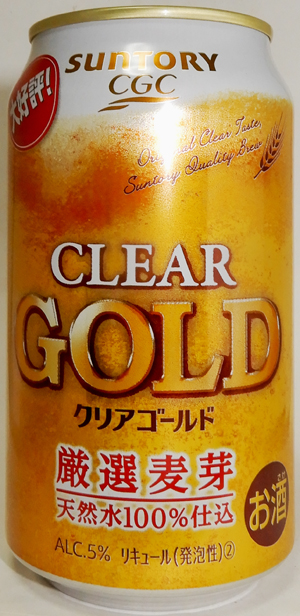 SUNTORY
CGC
大好評!
Original Clear Taste,
Suntory Quality Brew
CLEAR
GOLD
クリアゴールド
厳選麦芽
天然水100%仕込
お酒
ALC.5% リキュール(発泡性)②